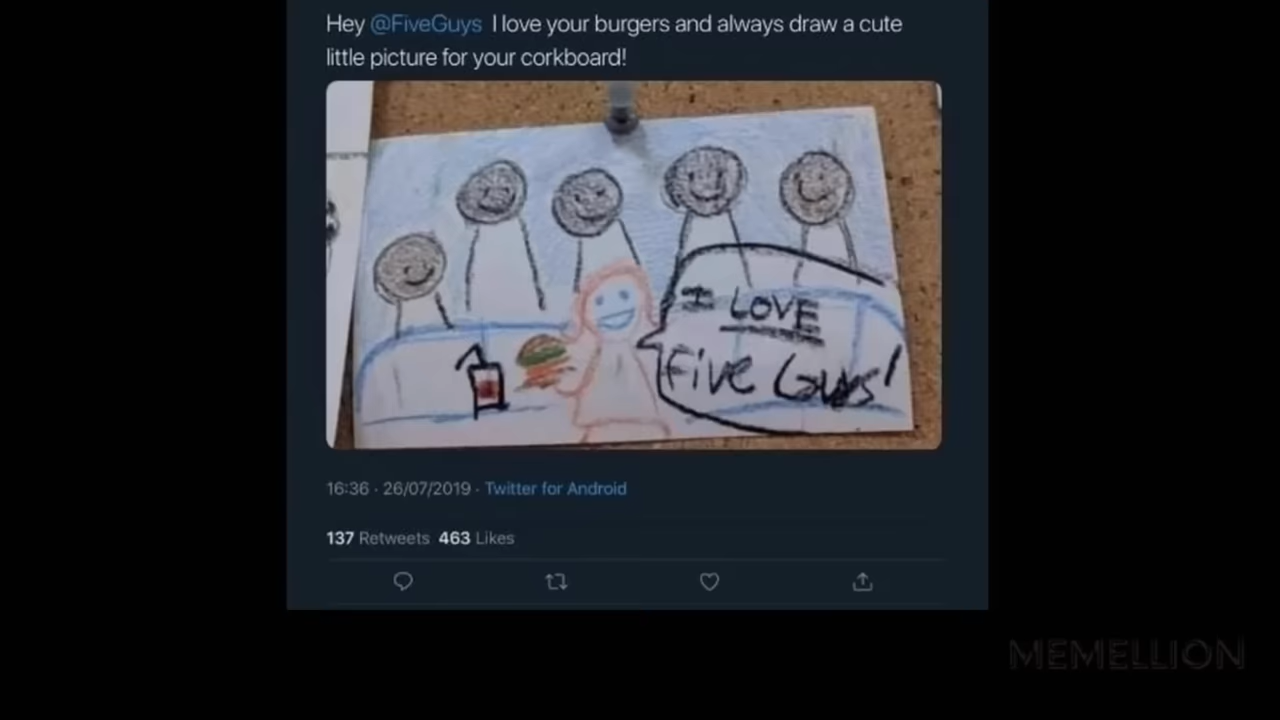 Hey @FiveGuys I love your burgers and always draw a cute
little picture for your corkboard!
I LOVE
Five Guys!
16:36 · 26/07/2019 · Twitter for Android
137 Retweets 463 Likes
MEMELLION